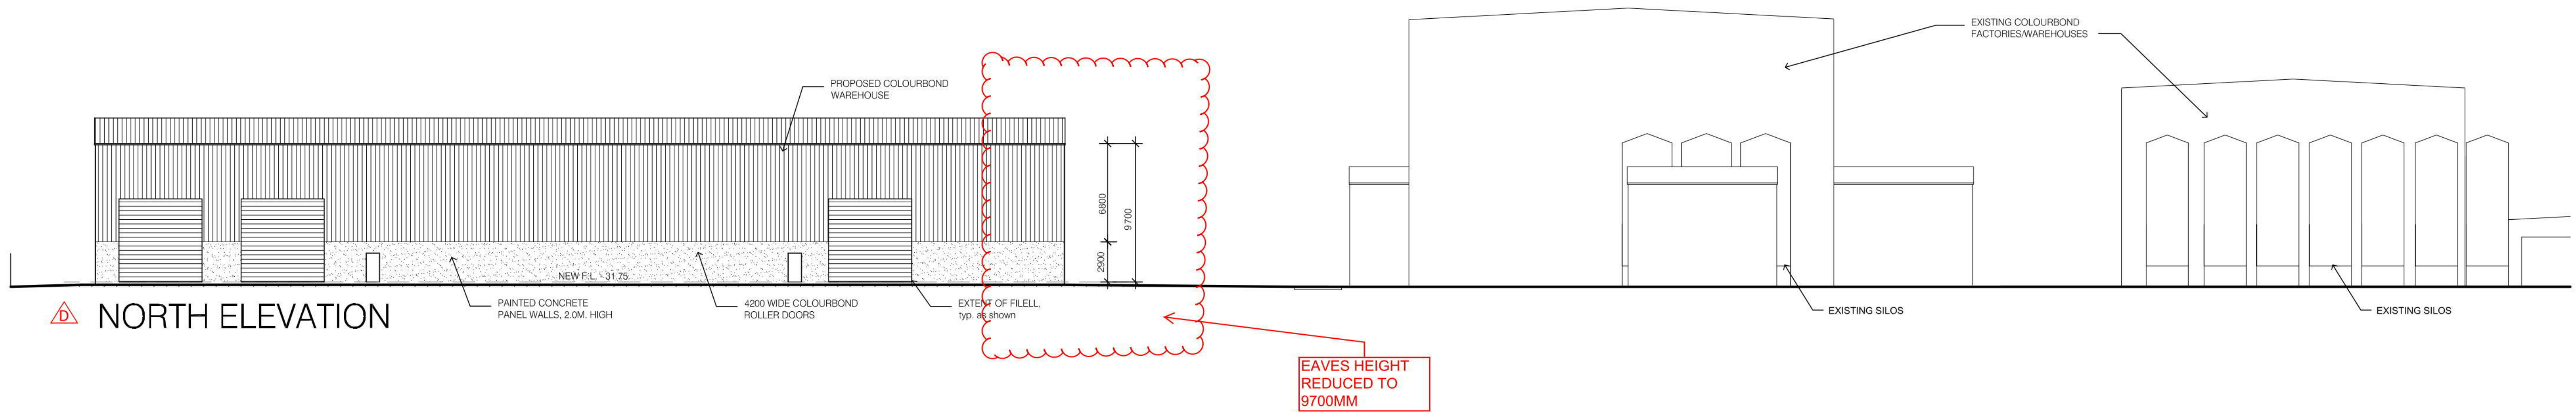 EXISTING COLOURBOND
FACTORIES/WAREHOUSES
PROPOSED COLOURBOND
WAREHOUSE
6800
9700
2900
NEW F.L. - 31.75
D
NORTH ELEVATION
PAINTED CONCRETE
PANEL WALLS, 2.0M. HIGH
4200 WIDE COLOURBOND
ROLLER DOORS
EXTENT OF FILELL,
typ. as shown
EXISTING SILOS
EXISTING SILOS
EAVES HEIGHT
REDUCED TO
9700MM